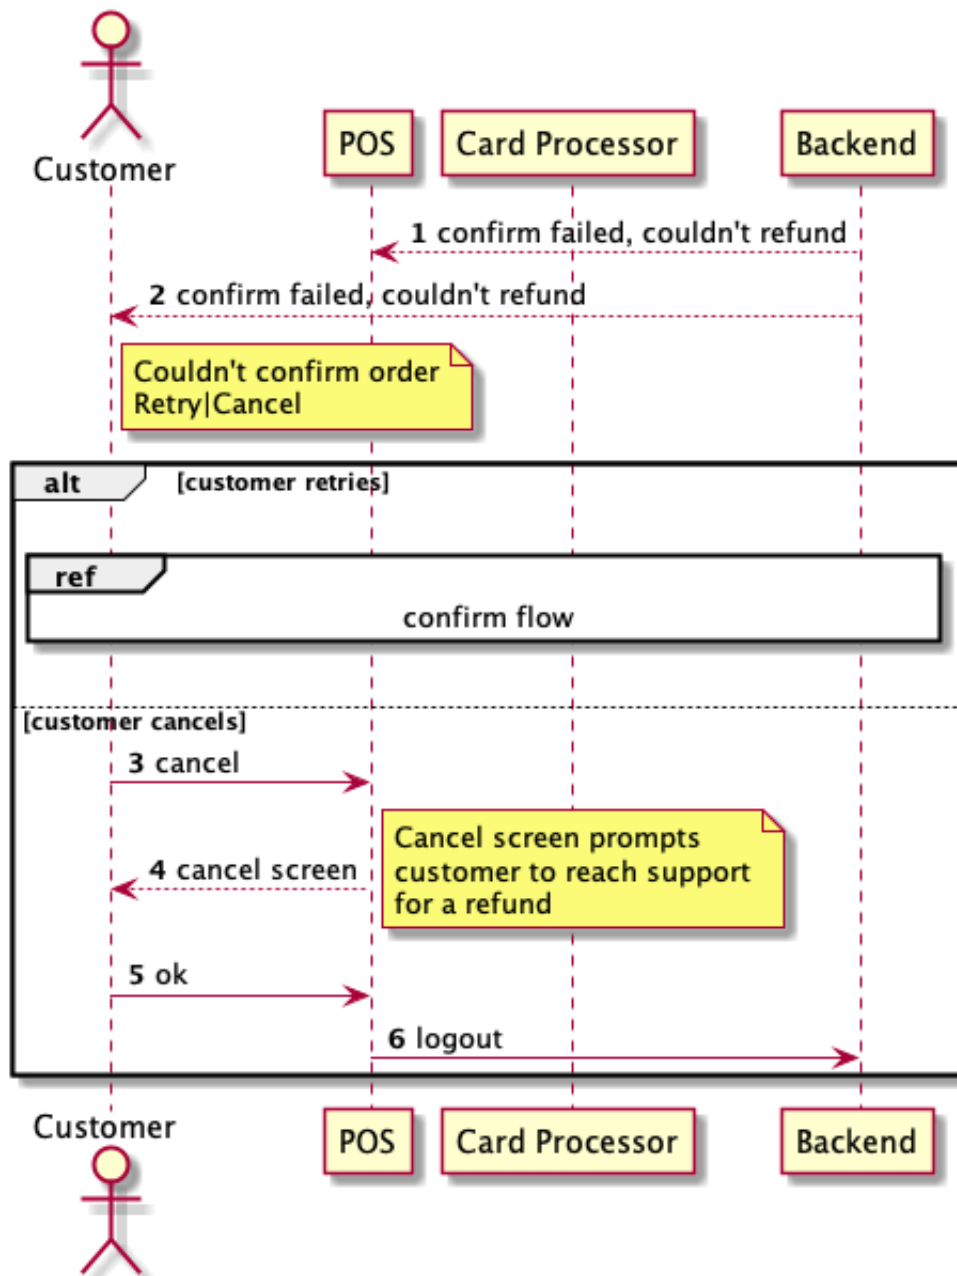 Customer
POS
Card Processor
Backend
1 confirm failed, couldn't refund
2 confirm failed, couldn't refund
Couldn't confirm order
Retry|Cancel
alt
[customer retries]
ref
confirm flow
[customer cancels]
3 cancel
Cancel screen prompts
customer to reach support
for a refund
4 cancel screen
5 ok
6 logout
Customer
POS
Card Processor
Backend